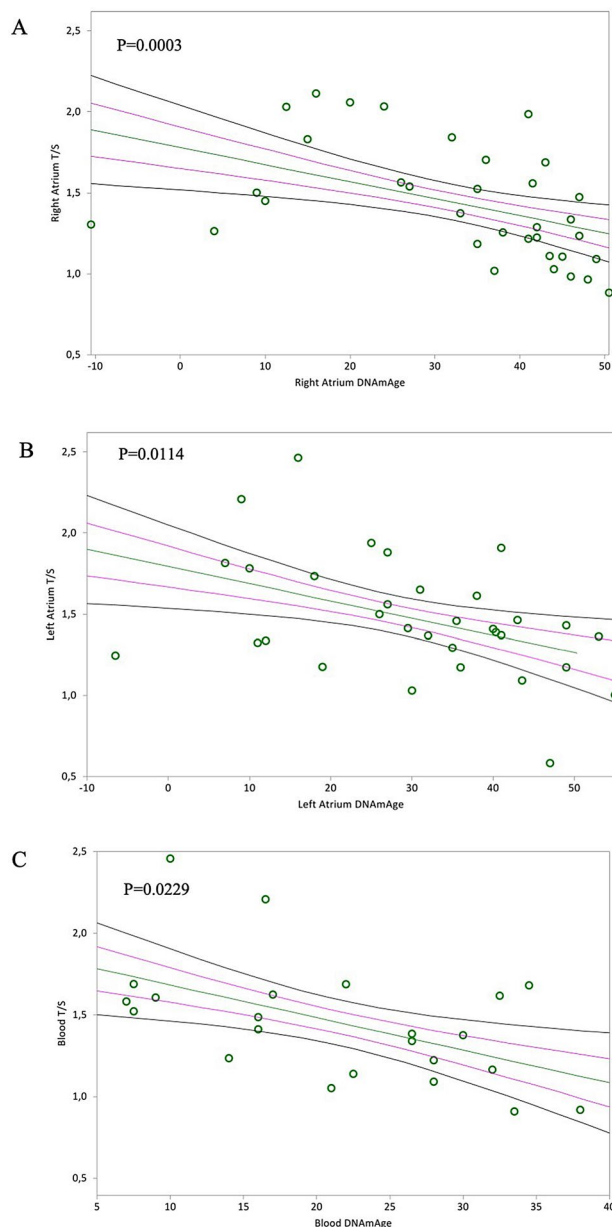 A
P=0.0003
2,5
2,0
1,5
1,0
0,5
Right Atrium T/S
-10 0 10 20 30 40 50
Right Atrium DNAmAge
B
P=0.0114
2,5
2,0
1,5
1,0
0,5
Left Atrium T/S
-10 0 10 20 30 40 50
Left Atrium DNAmAge
C
P=0.0229
2,5
2,0
1,5
1,0
0,5
Blood T/S
5 10 15 20 25 30 35 40
Blood DNAmAge